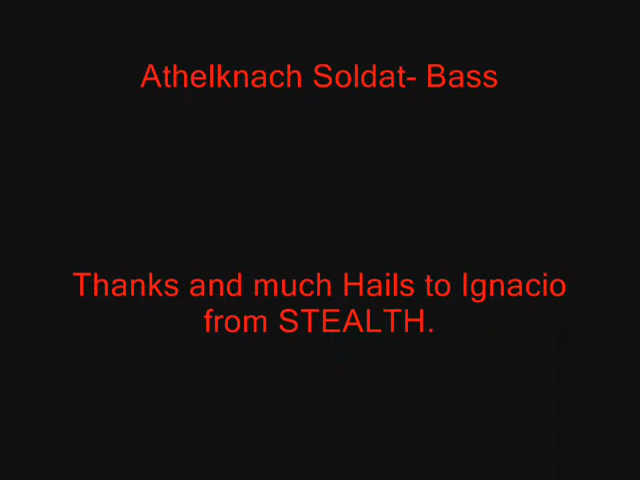 Athelknach Soldat- Bass
Thanks and much Hails to Ignacio
from STEALTH.